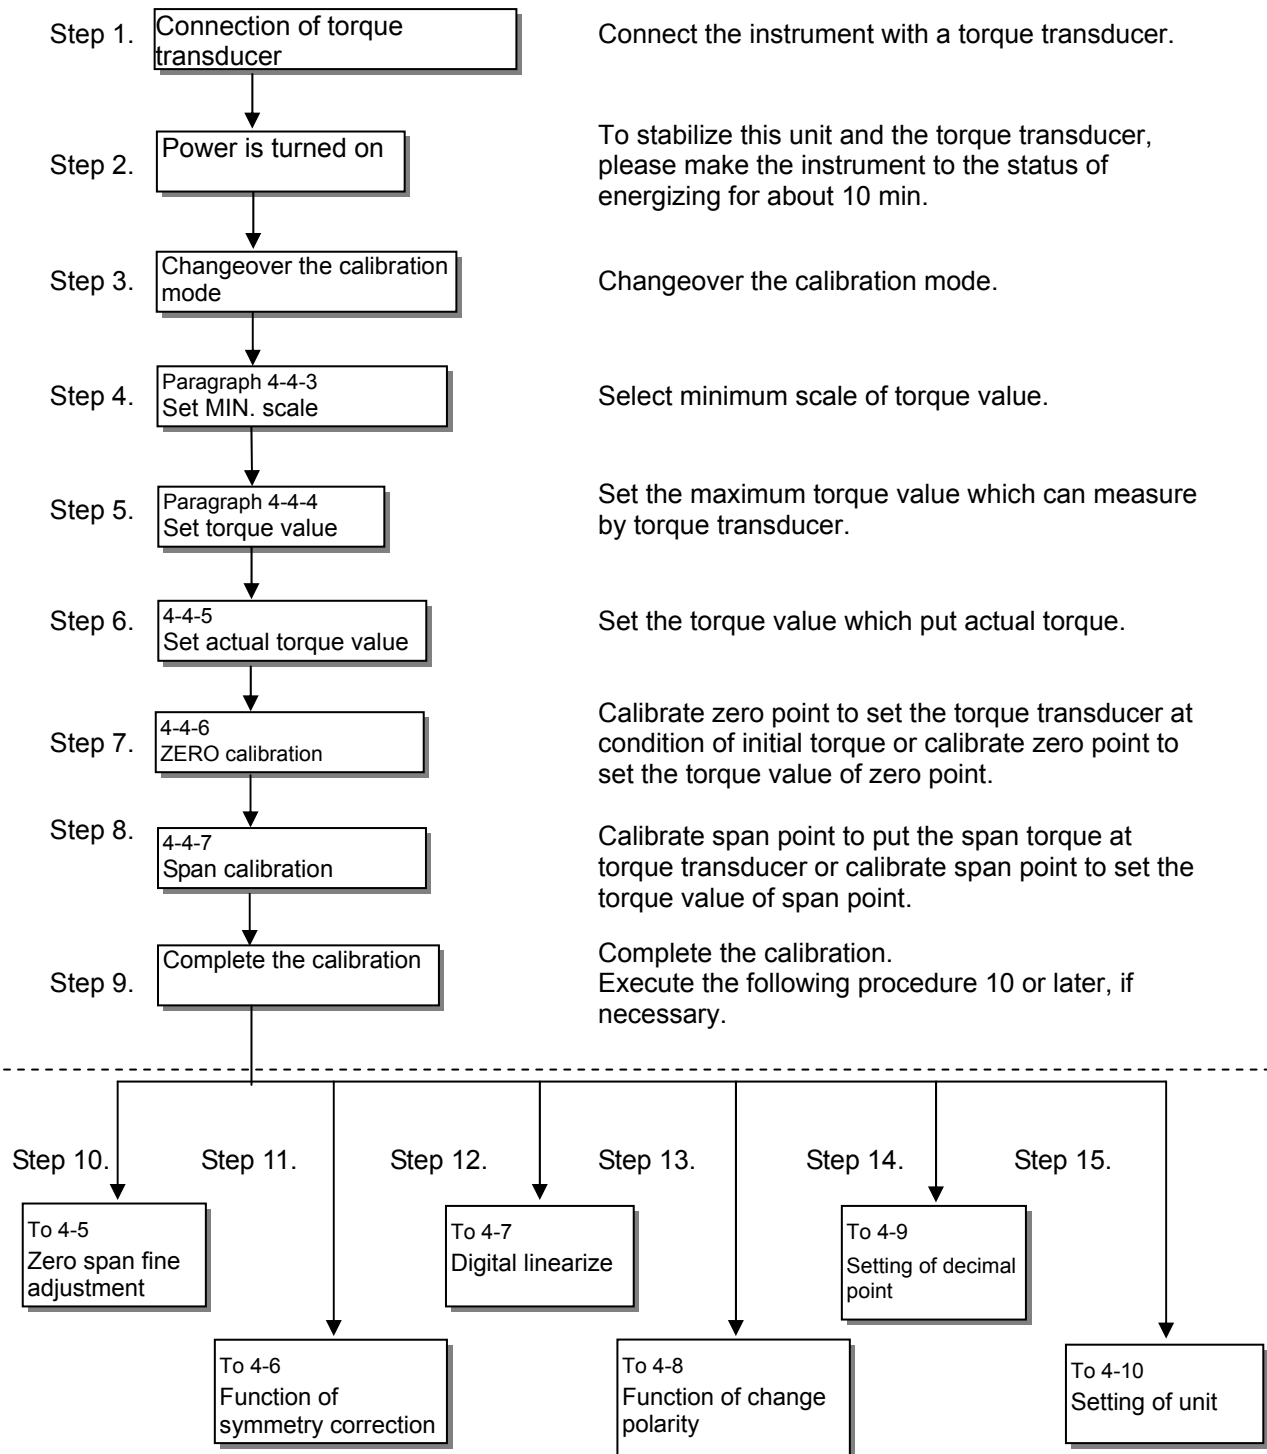 Step 1.
Connection of torque
transducer
Connect the instrument with a torque transducer.
Step 2.
Power is turned on
To stabilize this unit and the torque transducer,
please make the instrument to the status of
energizing for about 10 min.
Step 3.
Changeover the calibration
mode
Changeover the calibration mode.
Step 4.
Paragraph 4-4-3
Set MIN. scale
Select minimum scale of torque value.
Step 5.
Paragraph 4-4-4
Set torque value
Set the maximum torque value which can measure
by torque transducer.
Step 6.
4-4-5
Set actual torque value
Set the torque value which put actual torque.
Step 7.
4-4-6
ZERO calibration
Calibrate zero point to set the torque transducer at
condition of initial torque or calibrate zero point to
set the torque value of zero point.
Step 8.
4-4-7
Span calibration
Calibrate span point to put the span torque at
torque transducer or calibrate span point to set the
torque value of span point.
Step 9.
Complete the calibration
Complete the calibration.
Execute the following procedure 10 or later, if
necessary.
Step 10.
To 4-5
Zero span fine
adjustment
Step 11.
To 4-6
Function of
symmetry correction
Step 12.
To 4-7
Digital linearize
Step 13.
To 4-8
Function of change
polarity
Step 14.
To 4-9
Setting of decimal
point
Step 15.
To 4-10
Setting of unit